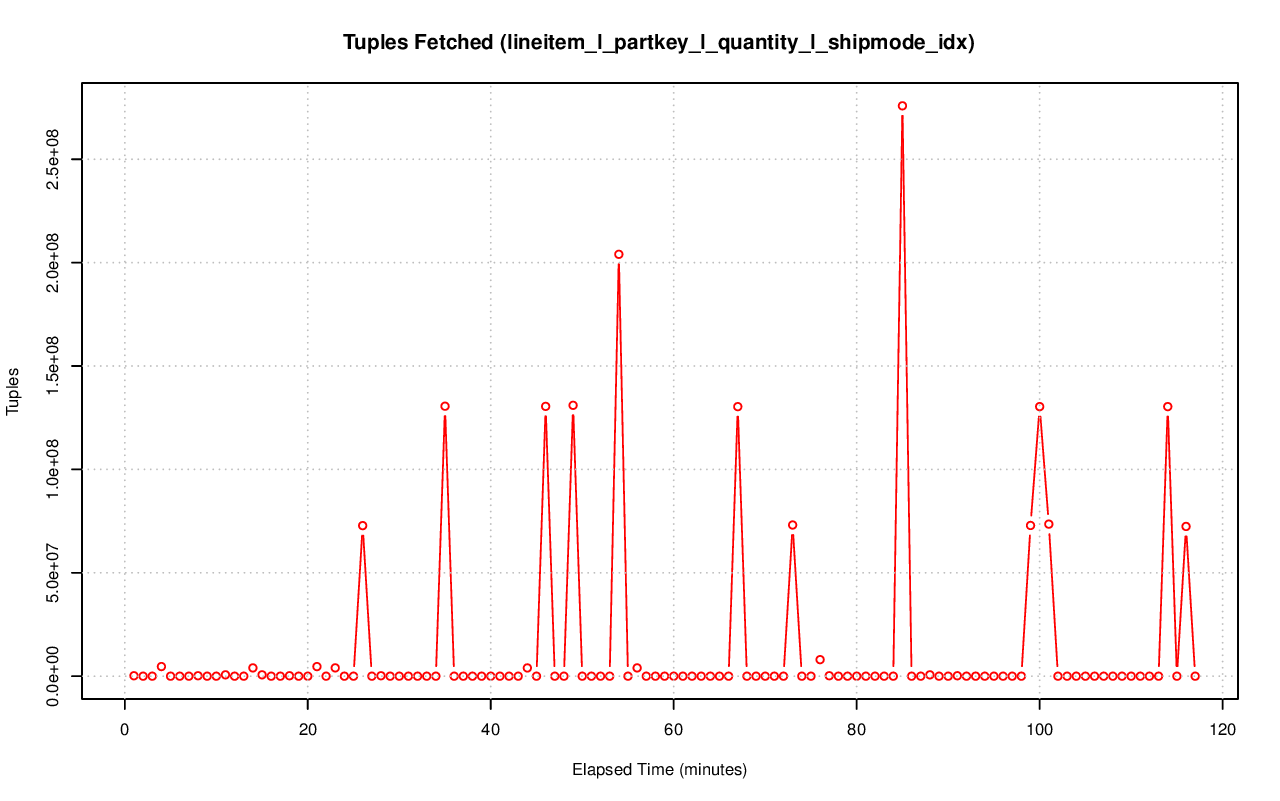 Tuples Fetched (lineitem_l_partkey_l_quantity_l_shipmode_idx)
Tuples
2.5e+08
2.0e+08
1.5e+08
1.0e+08
5.0e+07
0.0e+00
0 20 40 60 80 100 120
Elapsed Time (minutes)